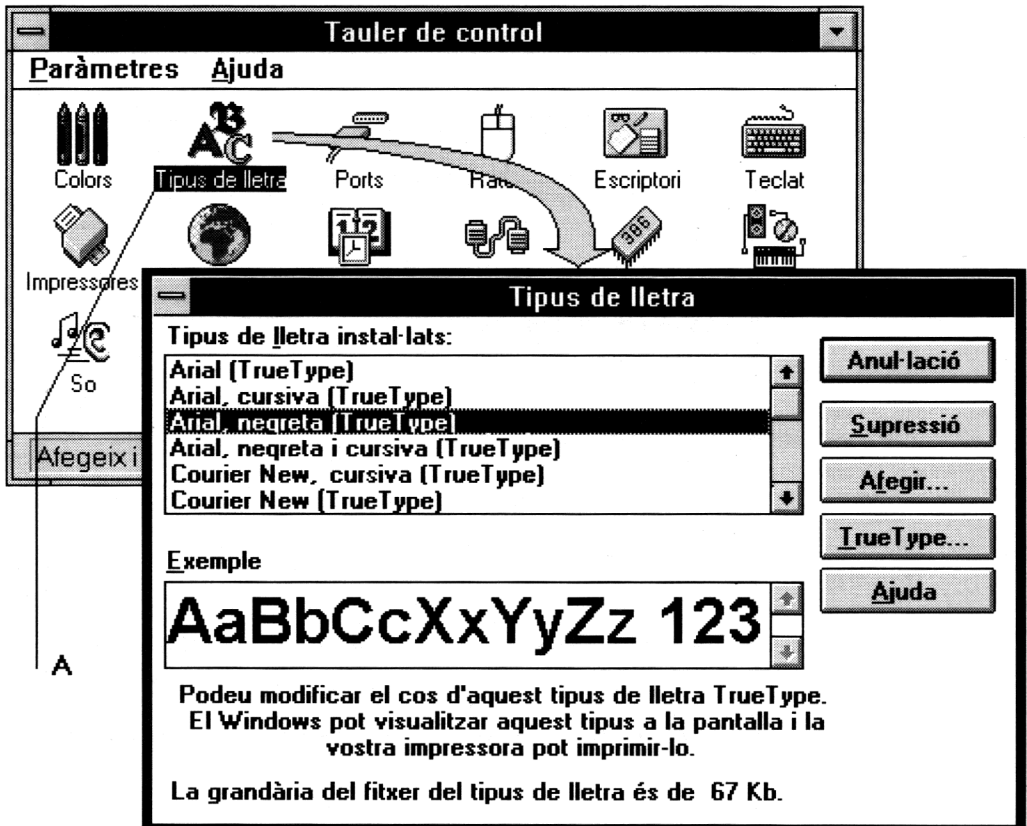 Tauler de control
Paràmetres Ajuda
Colors Tipus de lletra Ports Escriptori Teclat
386
Impressores
So
Afegeix i
Tipus de lletra
Tipus de lletra instal·lats:
Arial (TrueType)
Arial, cursiva (TrueType)
Arial, negreta (TrueType)
Arial, negreta i cursiva (TrueType)
Courier New, cursiva (TrueType)
Courier New (TrueType)
Anul·lació
Supressió
Afegir...
TrueType...
Ajuda
Exemple
AaBbCcXxYyZz 123
A
Podeu modificar el cos d'aquest tipus de lletra TrueType.
El Windows pot visualitzar aquest tipus a la pantalla i la
vostra impressora pot imprimir-lo.
La grandària del fitxer del tipus de lletra és de 67 Kb.